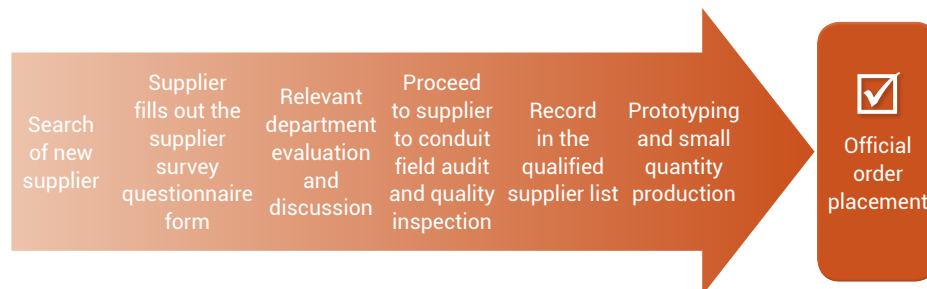 Search
of new
supplier
Supplier
fills out the
supplier
survey
questionnaire
form
Relevant
department
evaluation
and
discussion
Proceed
to supplier
to conduit
field audit
and quality
inspection
Record
in the
qualified
supplier list
Prototyping
and small
quantity
production
Official
order
placement